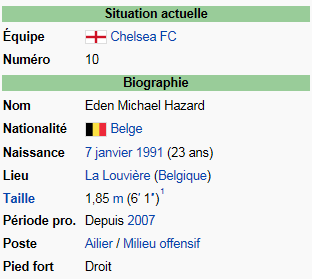 Situation actuelle
Équipe Chelsea FC
Numéro 10
Biographie
Nom Eden Michael Hazard
Nationalité Belge
Naissance 7 janvier 1991 (23 ans)
Lieu La Louvière (Belgique)
Taille 1,85 m (6′ 1″)1
Période pro. Depuis 2007
Poste Ailier / Milieu offensif
Pied fort Droit